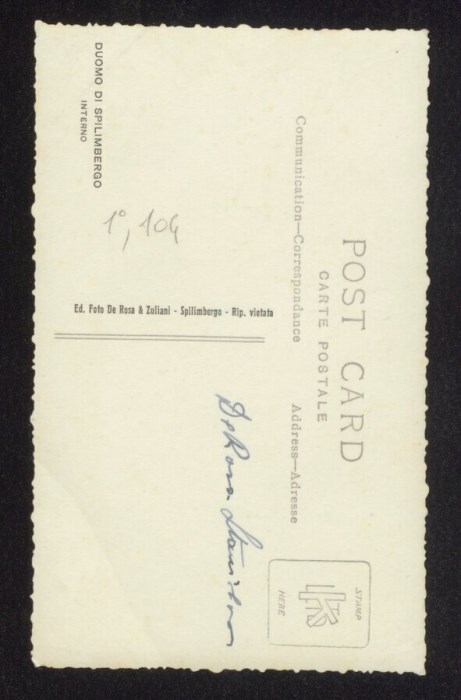 POST CARD
CARTE POSTALE
Communication—Correspondance
Address—Adresse
STAMP
HERE
De Rosa
DUOMO DI SPILIMBERGO
INTERNO
1°, 104
Ed. Foto De Rosa & Zuliani - Spilimbergo - Rip. vietata